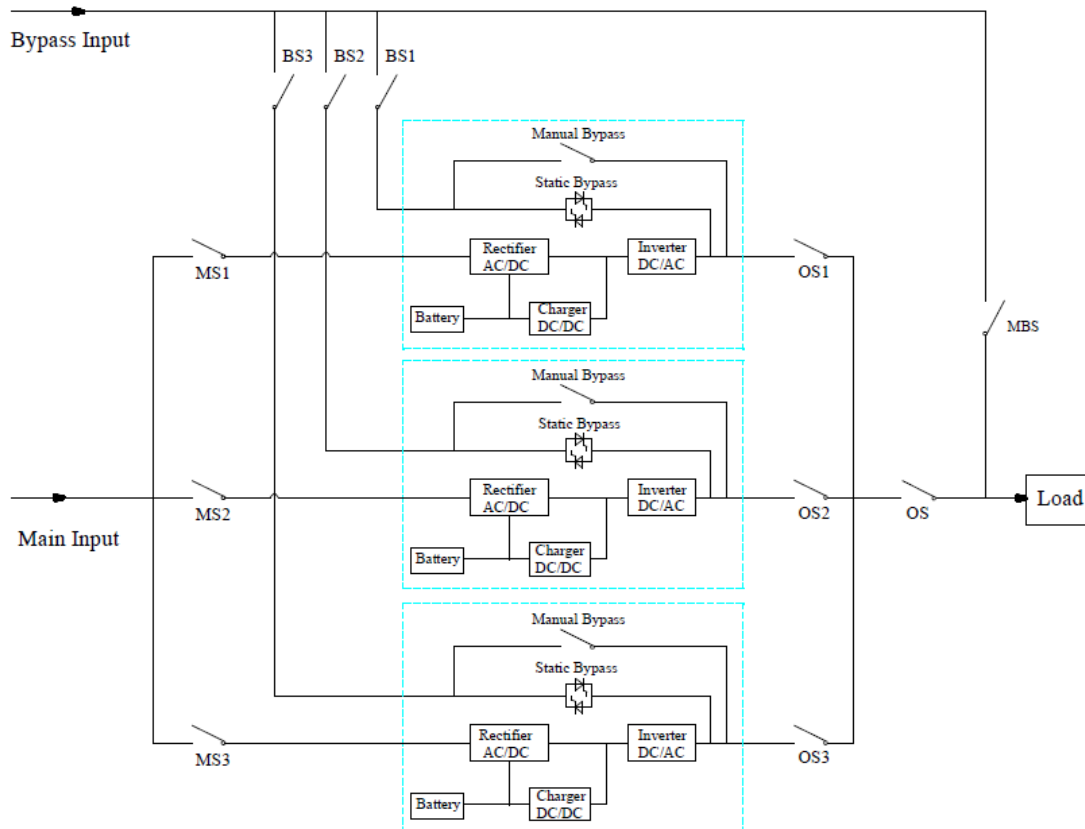 Bypass Input
BS3
BS2
BS1
Manual Bypass
Static Bypass
Rectifier
AC/DC
Inverter
DC/AC
MS1
OS1
Battery
Charger
DC/DC
MBS
Manual Bypass
Static Bypass
Rectifier
AC/DC
Inverter
DC/AC
Load
MS2
OS2
OS
Main Input
Battery
Charger
DC/DC
Manual Bypass
Static Bypass
Rectifier
AC/DC
Inverter
DC/AC
MS3
OS3
Battery
Charger
DC/DC